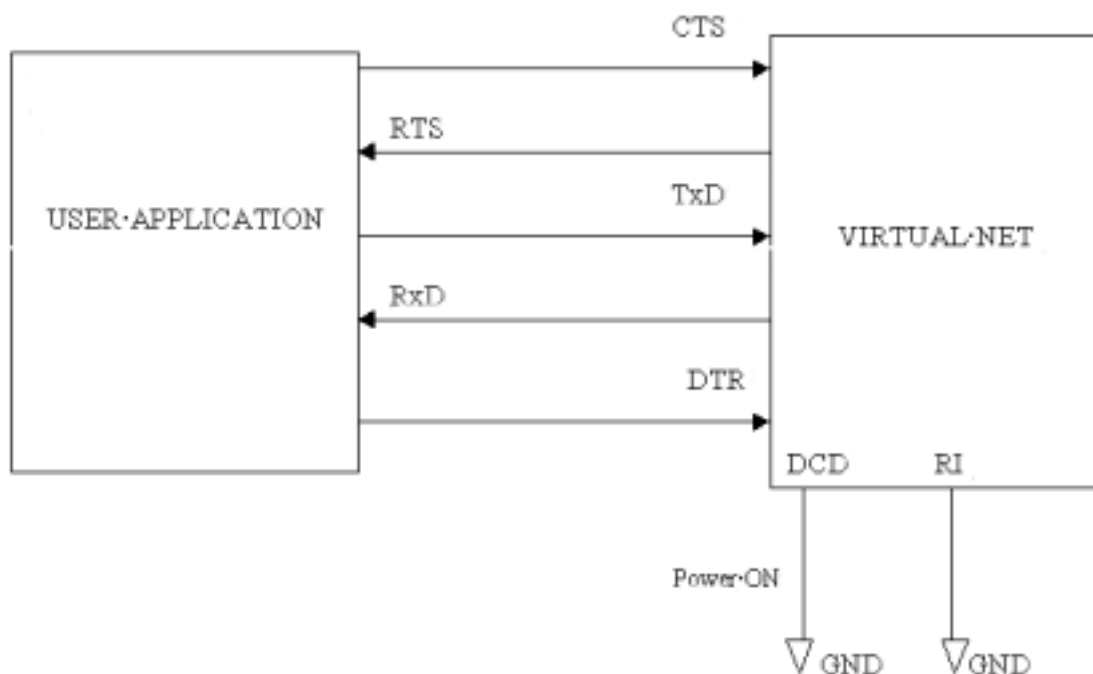 CTS
RTS
TxD
USER·APPLICATION
VIRTUAL·NET
RxD
DTR
DCD RI
Power·ON
GND GND